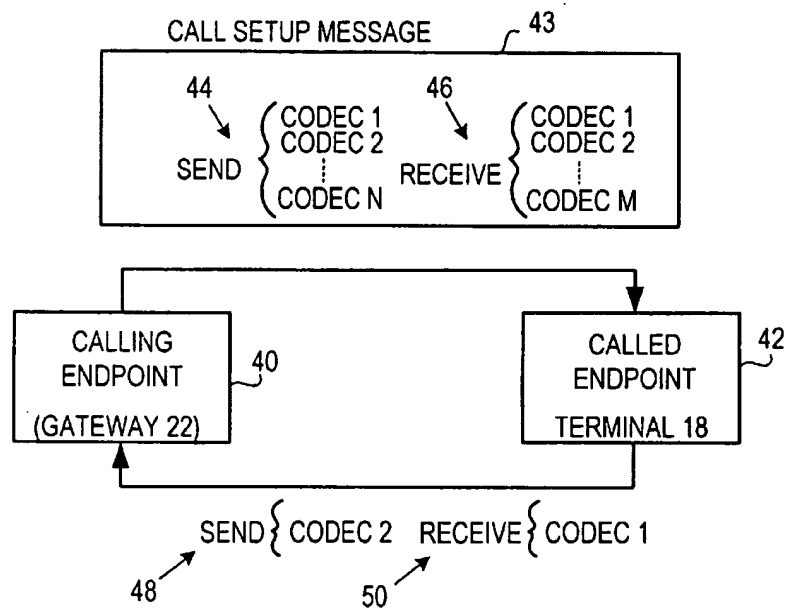 CALL SETUP MESSAGE
43
44
SEND
CODEC 1
CODEC 2
CODEC N
46
RECEIVE
CODEC 1
CODEC 2
CODEC M
CALLING
ENDPOINT
(GATEWAY 22)
40
CALLED
ENDPOINT
TERMINAL 18
42
SEND { CODEC 2
RECEIVE { CODEC 1
48
50